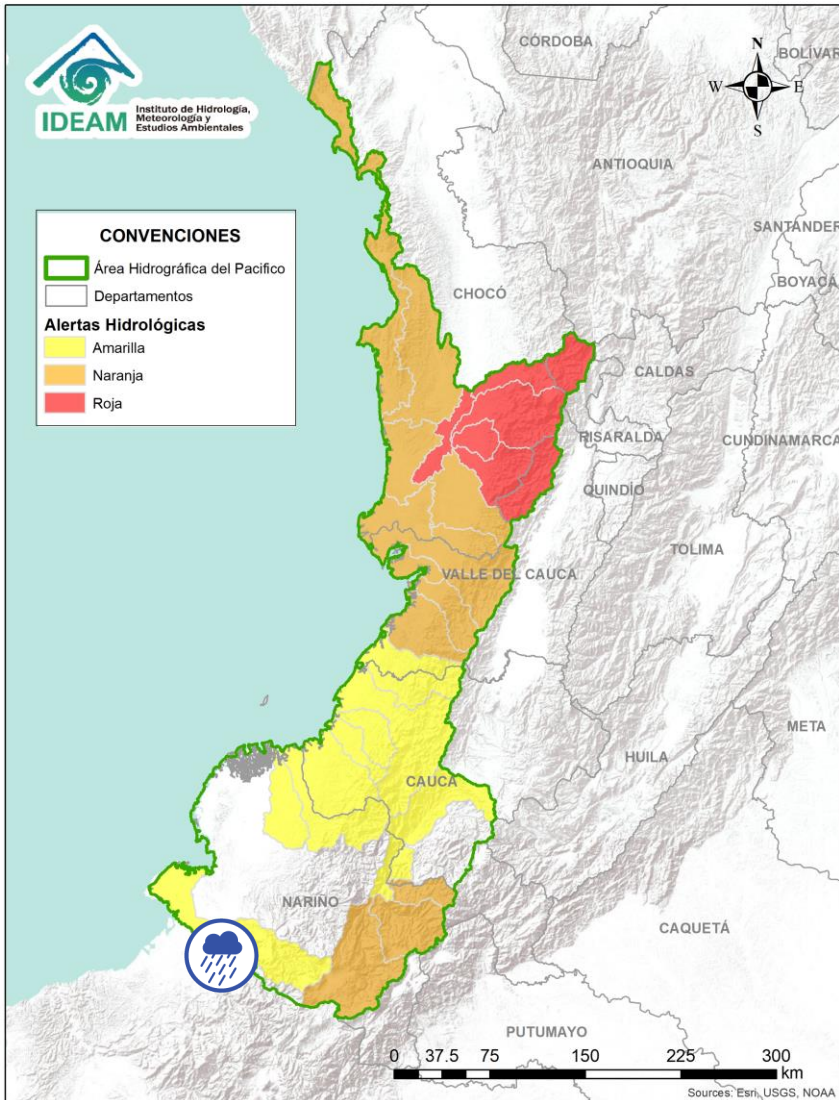 IDEAM
Instituto de Hidrología,
Meteorología y
Estudios Ambientales
CÓRDOBA
BOLÍVAR
N
W
E
S
ANTIOQUIA
SANTANDER
BOYACÁ
CONVENCIONES
Área Hidrográfica del Pacifico
Departamentos
Alertas Hidrológicas
Amarilla
Naranja
Roja
CHOCÓ
CALDAS
RISARALDA
CUNDINAMARCA
QUINDÍO
TOLIMA
VALLE DEL CAUCA
META
HUILA
CAUCA
NARIÑO
CAQUETÁ
PUTUMAYO
0 37.5 75 150 225 300
km
Sources: Esri, USGS, NOAA